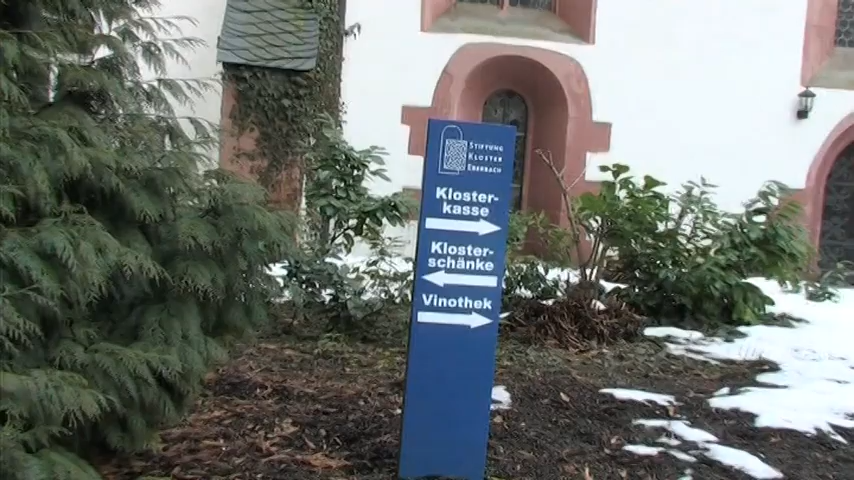 STIFTUNG
KLOSTER
EBERBACH
Kloster-
kasse
Kloster-
schänke
Vinothek